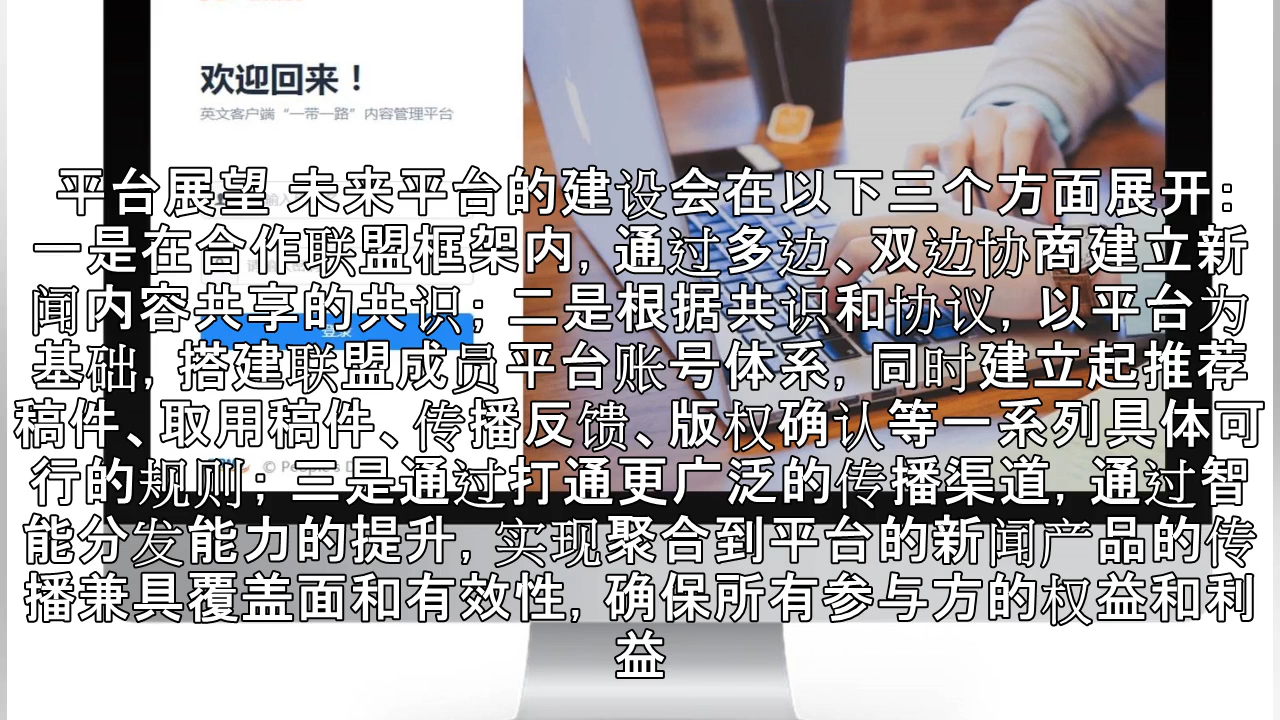 欢迎回来！
英文客户端“一带一路”内容管理平台
平台展望 未来平台的建设会在以下三个方面展开：
一是在合作联盟框架内，通过多边、双边协商建立新
闻内容共享的共识；二是根据共识和协议，以平台为
登录
基础，搭建联盟成员平台账号体系，同时建立起推荐
稿件、取用稿件、传播反馈、版权确认等一系列具体可
© People's D
行的规则；三是通过打通更广泛的传播渠道，通过智
能分发能力的提升，实现聚合到平台的新闻产品的传
播兼具覆盖面和有效性，确保所有参与方的权益和利
益